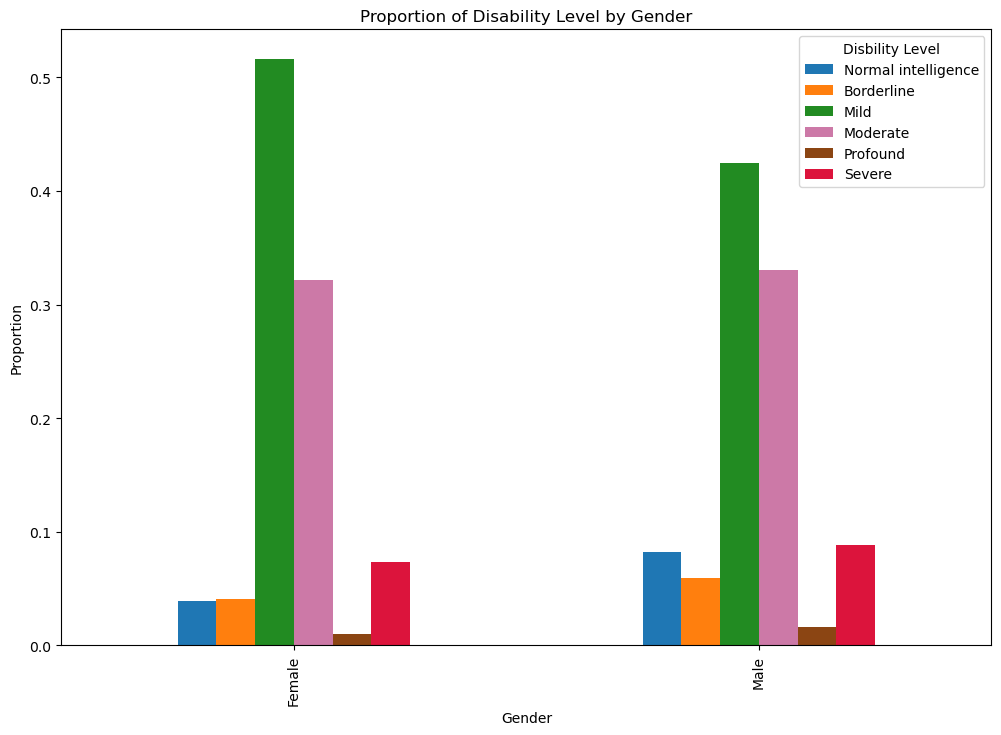 Proportion of Disability Level by Gender
Disbility Level
Normal intelligence
Borderline
Mild
Moderate
Profound
Severe
Proportion
0.5
0.4
0.3
0.2
0.1
0.0
Female
Male
Gender